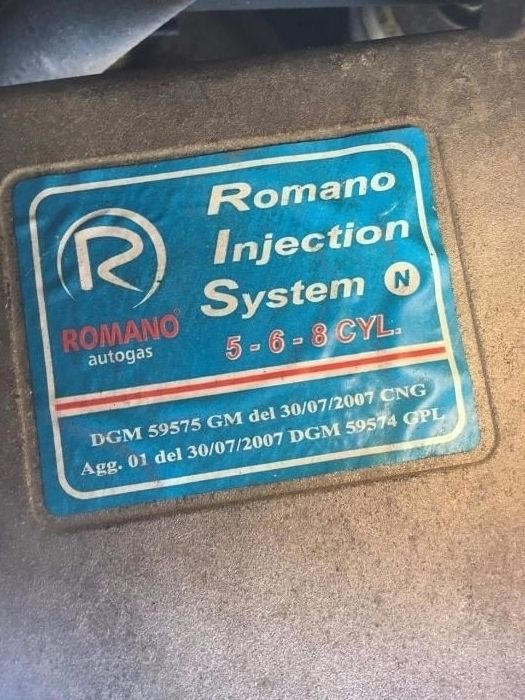 R
ROMANO
autogas
Romano
Injection
System N
5 - 6 - 8 CYL.
DGM 59575 GM del 30/07/2007 CNG
Agg. 01 del 30/07/2007 DGM 59574 GPL